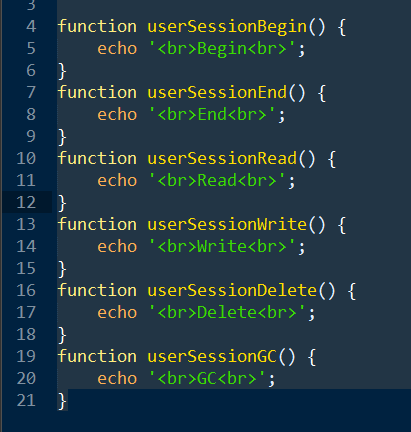 3
4 function userSessionBegin() {
5     echo '<br>Begin<br>';
6 }
7 function userSessionEnd() {
8     echo '<br>End<br>';
9 }
10 function userSessionRead() {
11     echo '<br>Read<br>';
12 }
13 function userSessionWrite() {
14     echo '<br>Write<br>';
15 }
16 function userSessionDelete() {
17     echo '<br>Delete<br>';
18 }
19 function userSessionGC() {
20     echo '<br>GC<br>';
21 }